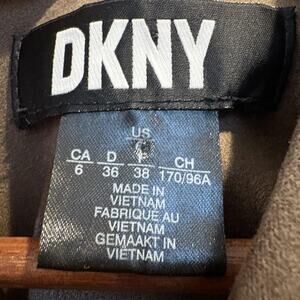 DKNY
US
CA D F CH
6 36 38 170/96A
MADE IN
VIETNAM
FABRIQUE AU
VIETNAM
GEMAAKT IN
VIETNAM